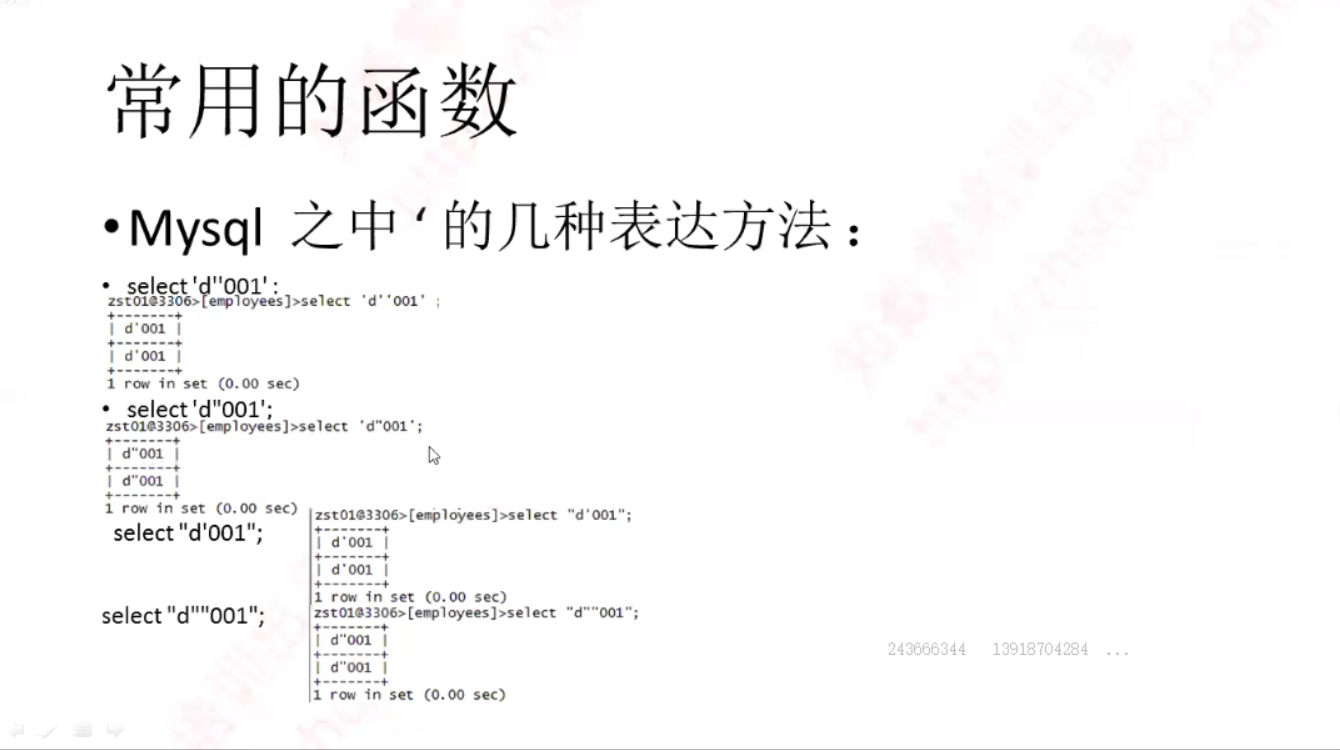 常用的函数
•Mysql 之中 ‘ 的几种表达方法：
• select 'd''001' :
zst01@3306>[employees]>select 'd''001' ;
+-------+
| d'001 |
+-------+
| d'001 |
+-------+
1 row in set (0.00 sec)
• select 'd"001';
zst01@3306>[employees]>select 'd"001';
+-------+
| d"001 |
+-------+
| d"001 |
+-------+
1 row in set (0.00 sec)
select "d'001";
zst01@3306>[employees]>select "d'001";
+-------+
| d'001 |
+-------+
| d'001 |
+-------+
1 row in set (0.00 sec)
select "d""001";
zst01@3306>[employees]>select "d""001";
+-------+
| d"001 |
+-------+
| d"001 |
+-------+
1 row in set (0.00 sec)
243666344 13918704284 ...